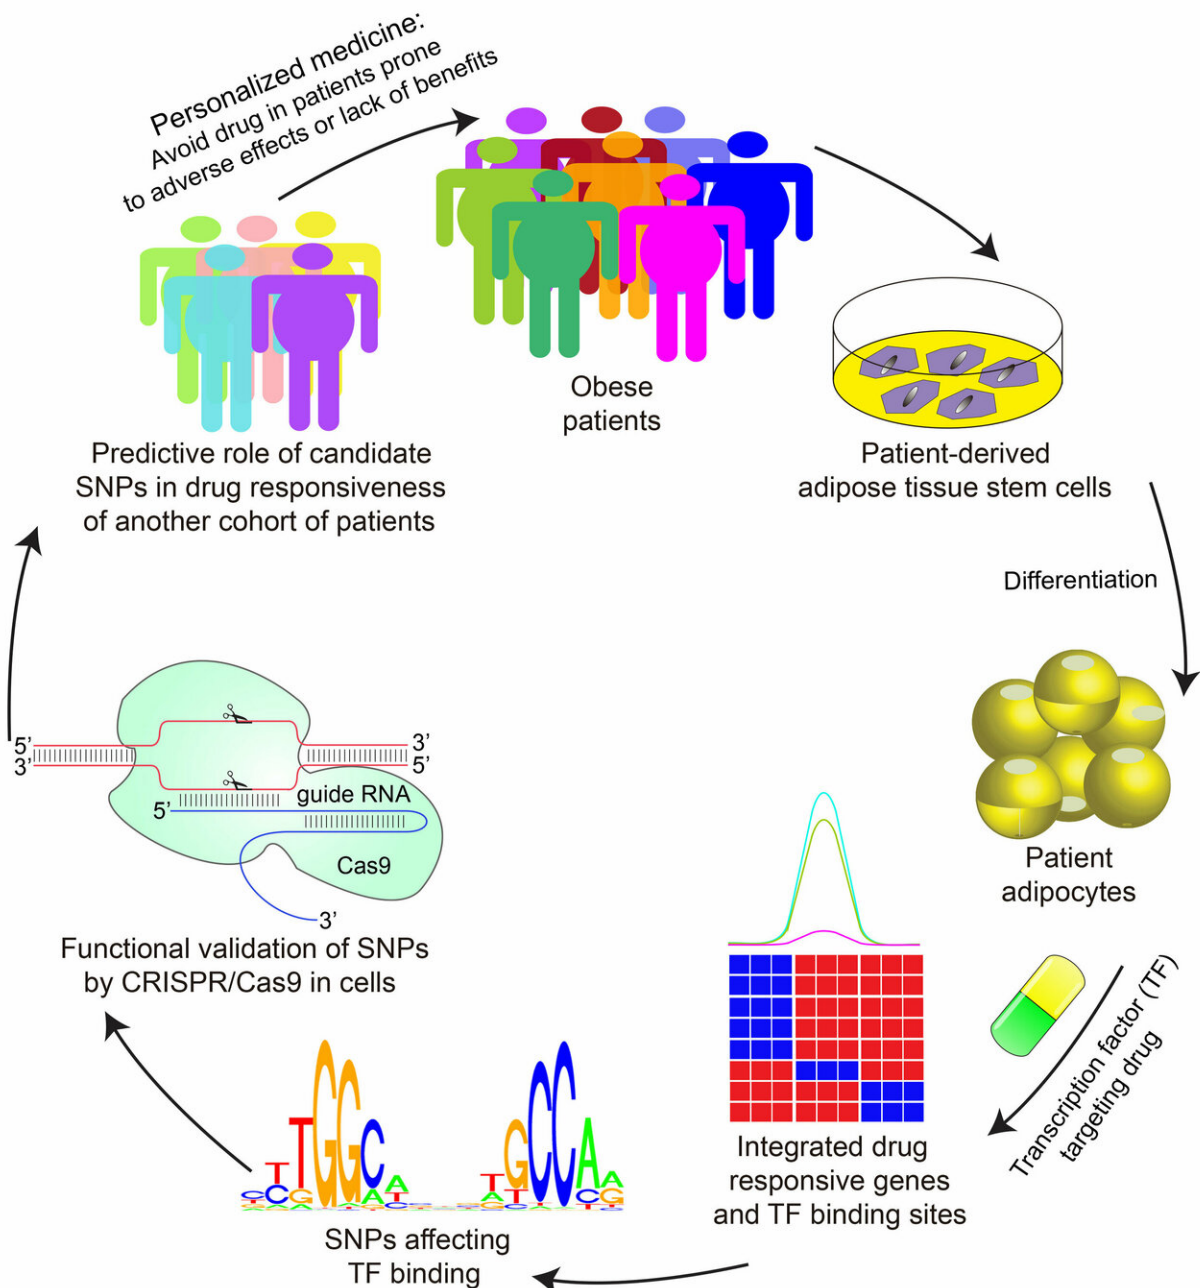 Personalized medicine:
Avoid drug in patients prone
to adverse effects or lack of benefits
Obese
patients
Patient-derived
adipose tissue stem cells
Differentiation
Patient
adipocytes
Transcription factor (TF)
targeting drug
Integrated drug
responsive genes
and TF binding sites
SNPs affecting
TF binding
TGGCA
TGCCA
Functional validation of SNPs
by CRISPR/Cas9 in cells
5’
3’
3’
5’
5’
guide RNA
Cas9
3’
Predictive role of candidate
SNPs in drug responsiveness
of another cohort of patients